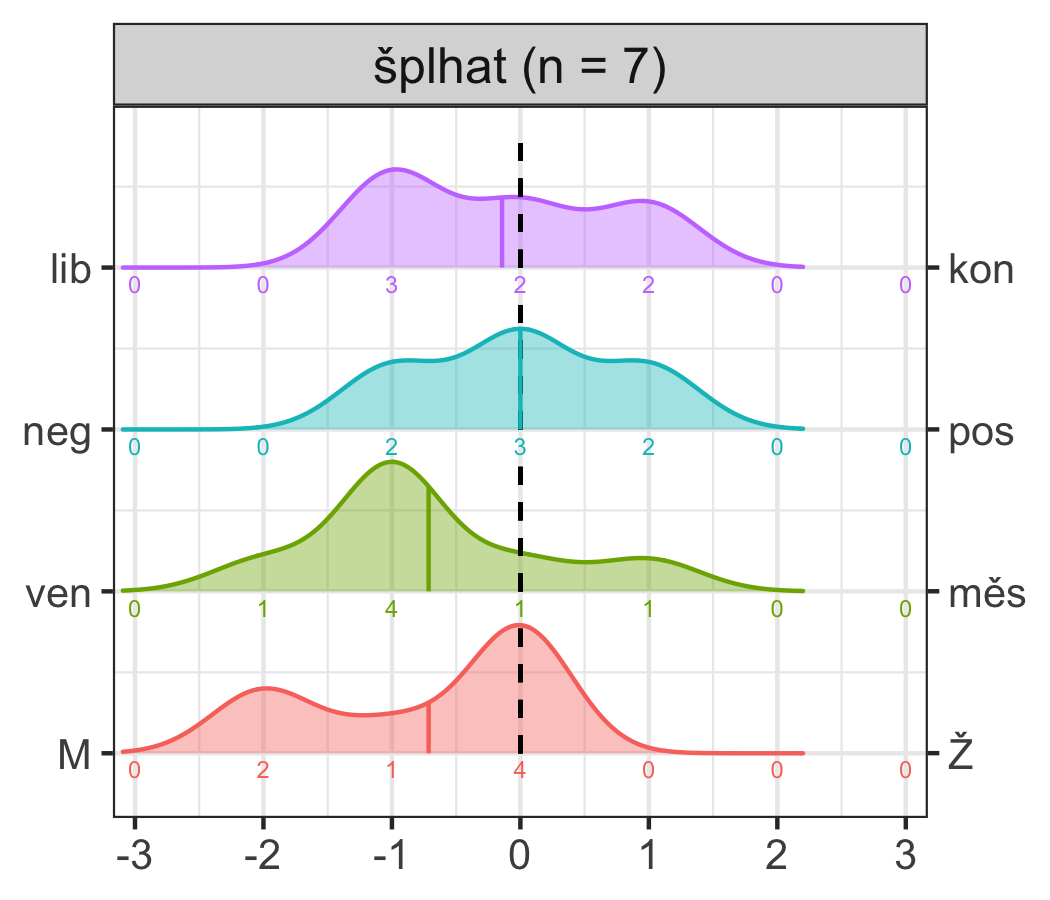 šplhat (n = 7)
lib kon
0 0 3 2 2 0 0
neg pos
0 0 2 3 2 0 0
ven měs
0 1 4 1 1 0 0
M Ž
0 2 1 4 0 0 0
-3 -2 -1 0 1 2 3